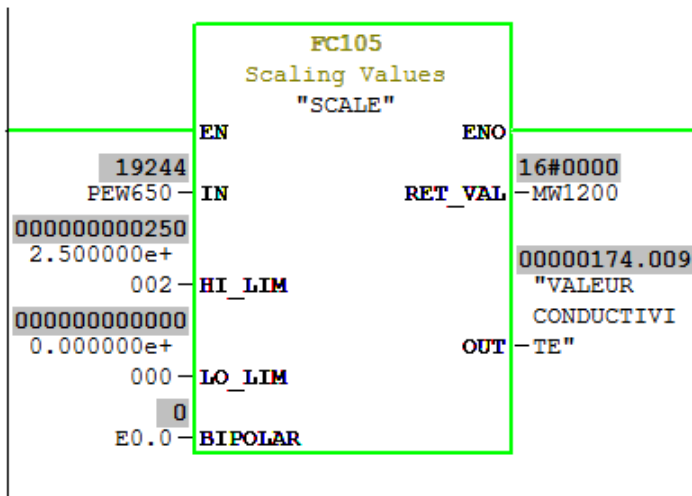 FC105
Scaling Values
"SCALE"
EN ENO
19244 16#0000
PEW650 IN RET_VAL MW1200
000000000250
2.500000e+ 00000174.009
002 HI_LIM "VALEUR
000000000000 CONDUCTIVI
0.000000e+ OUT TE"
000 LO_LIM
0
E0.0 BIPOLAR